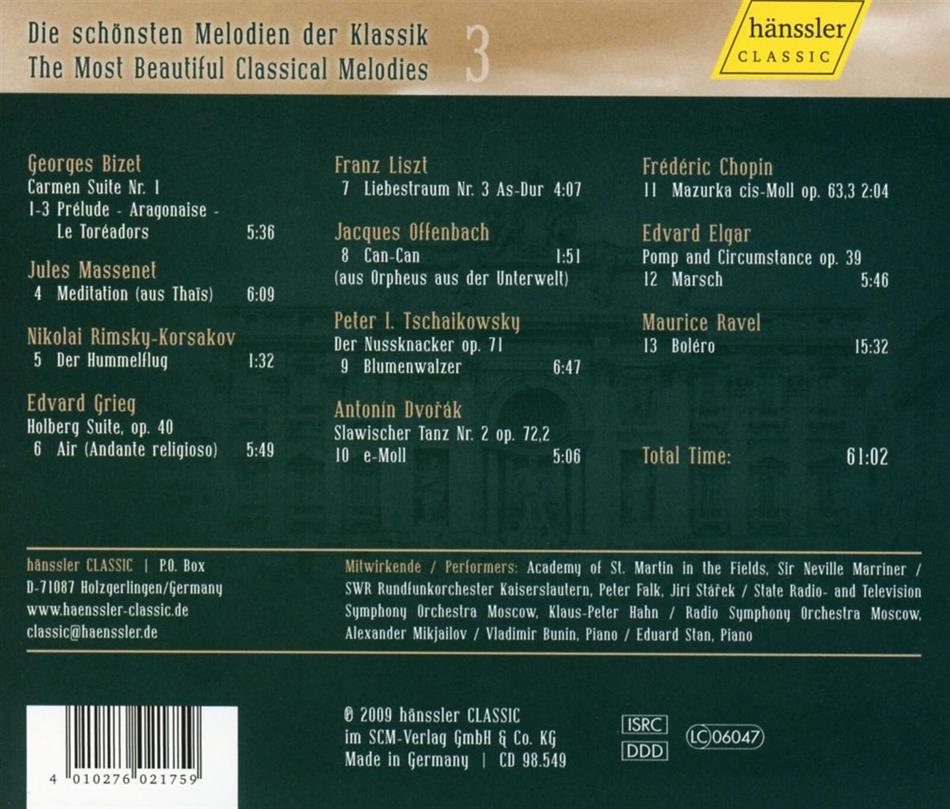 Die schönsten Melodien der Klassik
The Most Beautiful Classical Melodies
3
hänssler
CLASSIC
Georges Bizet
Carmen Suite Nr. 1
1-3 Prélude - Aragonaise -
Le Toréadors 5:36
Jules Massenet
4 Meditation (aus Thaïs) 6:09
Nikolai Rimsky-Korsakov
5 Der Hummelflug 1:32
Edvard Grieg
Holberg Suite, op. 40
6 Air (Andante religioso) 5:49
Franz Liszt
7 Liebestraum Nr. 3 As-Dur 4:07
Jacques Offenbach
8 Can-Can 1:51
(aus Orpheus aus der Unterwelt)
Peter I. Tschaikowsky
Der Nussknacker op. 71
9 Blumenwalzer 6:47
Antonín Dvořák
Slawischer Tanz Nr. 2 op. 72,2
10 e-Moll 5:06
Frédéric Chopin
11 Mazurka cis-Moll op. 63,3 2:04
Edvard Elgar
Pomp and Circumstance op. 39
12 Marsch 5:46
Maurice Ravel
13 Boléro 15:32
Total Time: 61:02
hänssler CLASSIC | P.O. Box
D-71087 Holzgerlingen/Germany
www.haenssler-classic.de
classic@haenssler.de
Mitwirkende / Performers: Academy of St. Martin in the Fields, Sir Neville Marriner /
SWR Rundfunkorchester Kaiserslautern, Peter Falk, Jirí Stářek / State Radio- and Television
Symphony Orchestra Moscow, Klaus-Peter Hahn / Radio Symphony Orchestra Moscow,
Alexander Mikjailov / Vladimir Bunin, Piano / Eduard Stan, Piano
4 010276 021759
℗ 2009 hänssler CLASSIC
im SCM-Verlag GmbH & Co. KG
Made in Germany | CD 98.549
ISRC
DDD
LC 06047